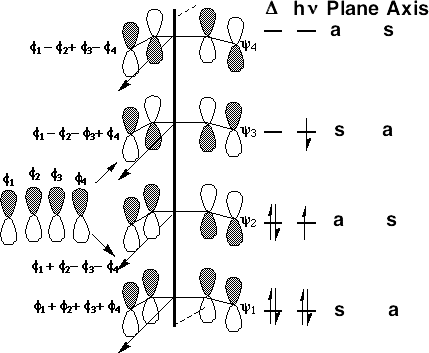 Δ hν Plane Axis
ϕ1 − ϕ2 + ϕ3 − ϕ4 ψ4 a s
ϕ1 − ϕ2 − ϕ3 + ϕ4 ψ3 s a
ϕ1 ϕ2 ϕ3 ϕ4
ψ2 a s
ϕ1 + ϕ2 − ϕ3 − ϕ4
ϕ1 + ϕ2 + ϕ3 + ϕ4 ψ1 s a